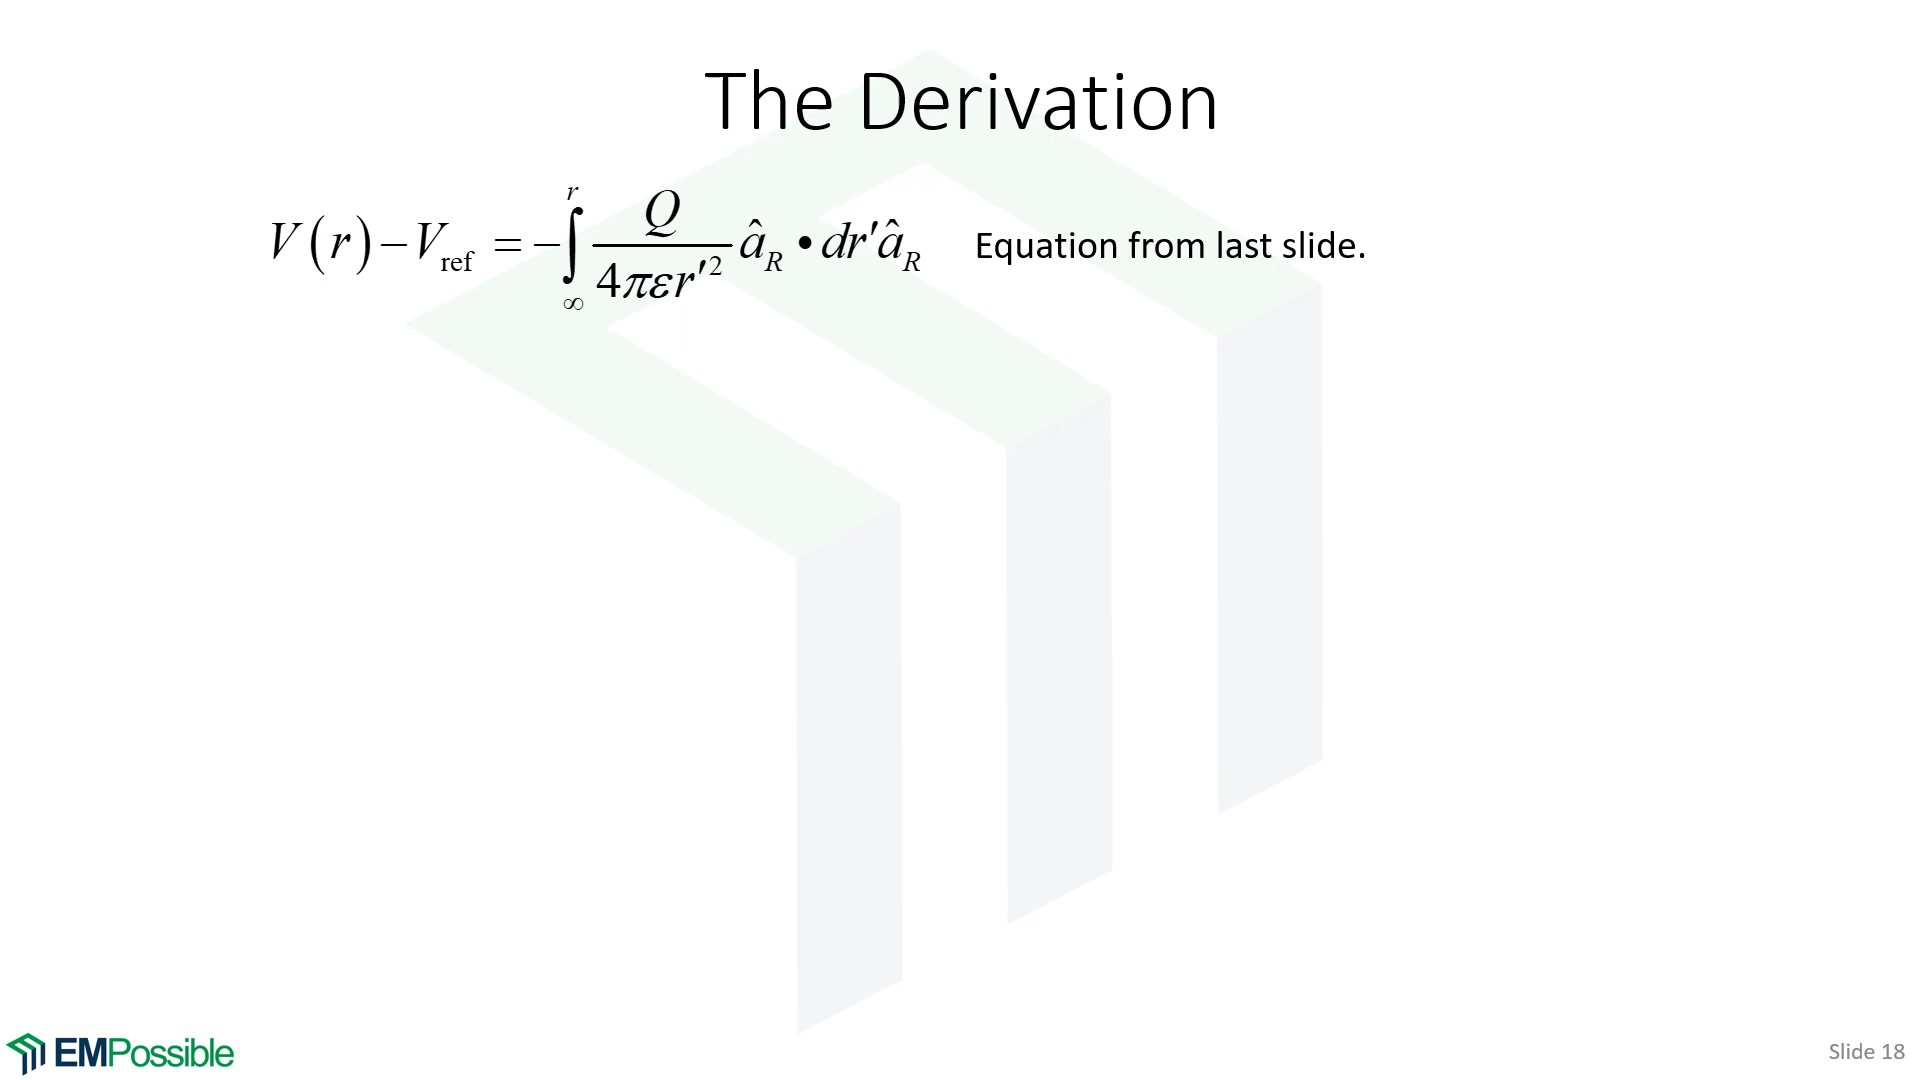 The Derivation
V(r) − V_ref = −∫_∞^r Q/(4πεr′²) â_R • dr′â_R Equation from last slide.
EMPossible
Slide 18